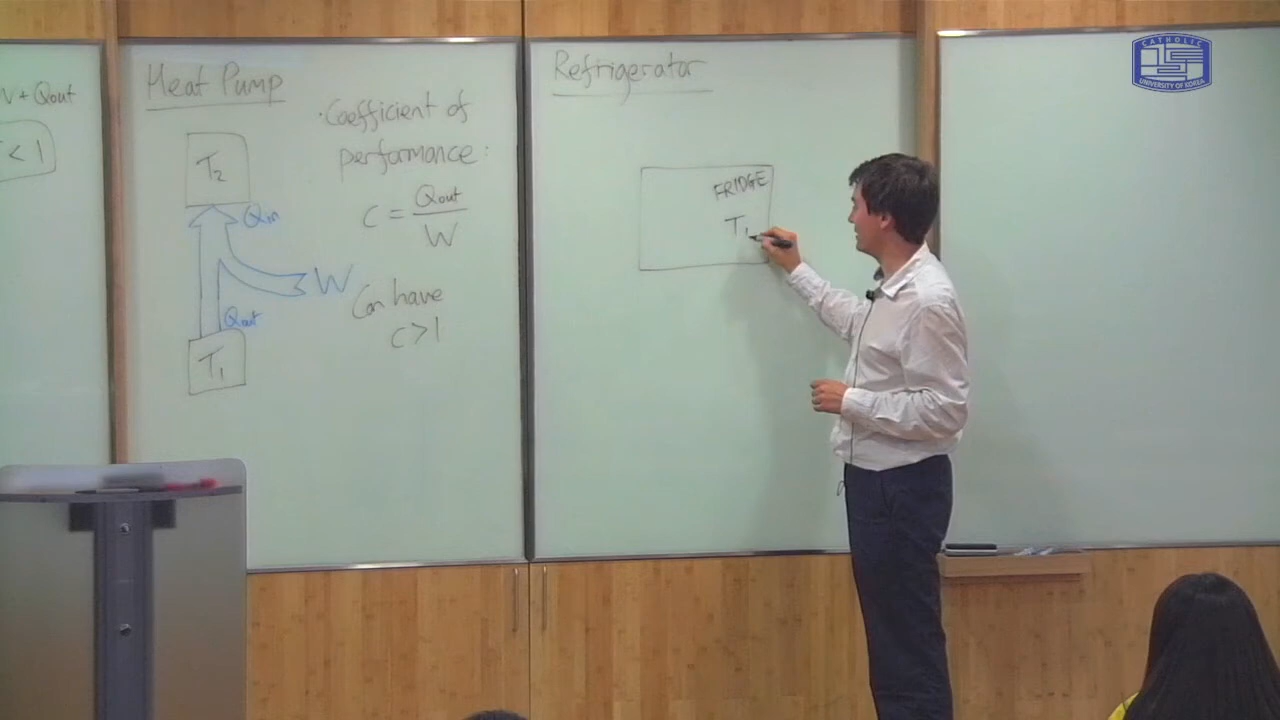 W + Qout
< 1
Heat Pump
T2
Qin
W
Qout
T1
·Coefficient of
performance:
C = Qout
W
Can have
C > 1
Refrigerator
FRIDGE
T1
CATHOLIC
UNIVERSITY OF KOREA